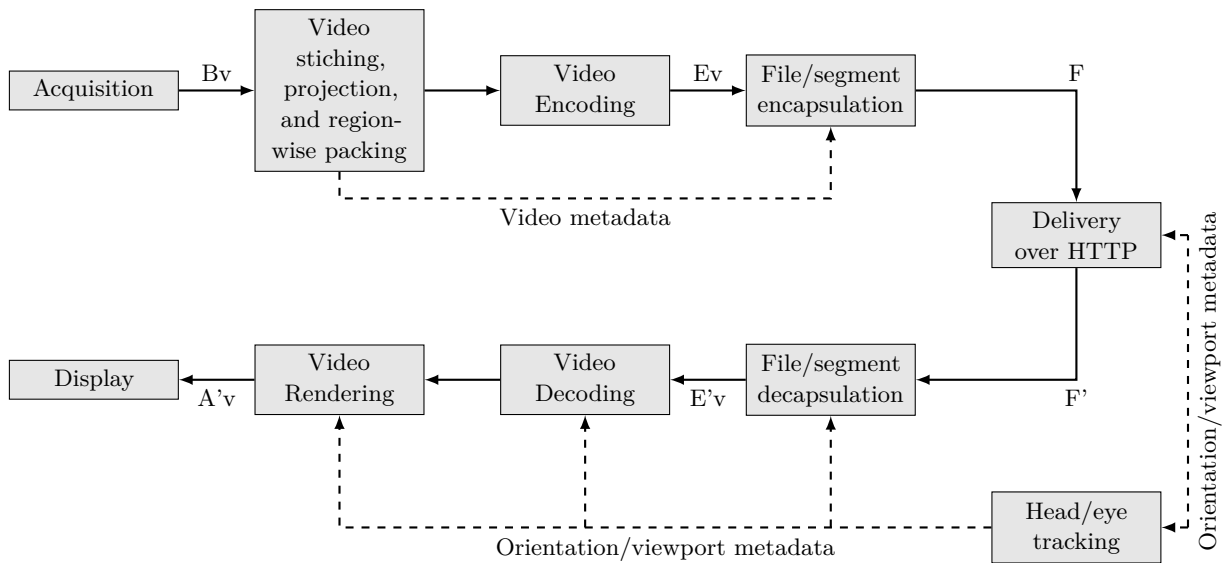 Acquisition
Bv
Video
stiching,
projection,
and region-
wise packing
Video
Encoding
Ev
File/segment
encapsulation
F
Video metadata
Delivery
over HTTP
Orientation/viewport metadata
Display
A'v
Video
Rendering
Video
Decoding
E'v
File/segment
decapsulation
F'
Head/eye
tracking
Orientation/viewport metadata